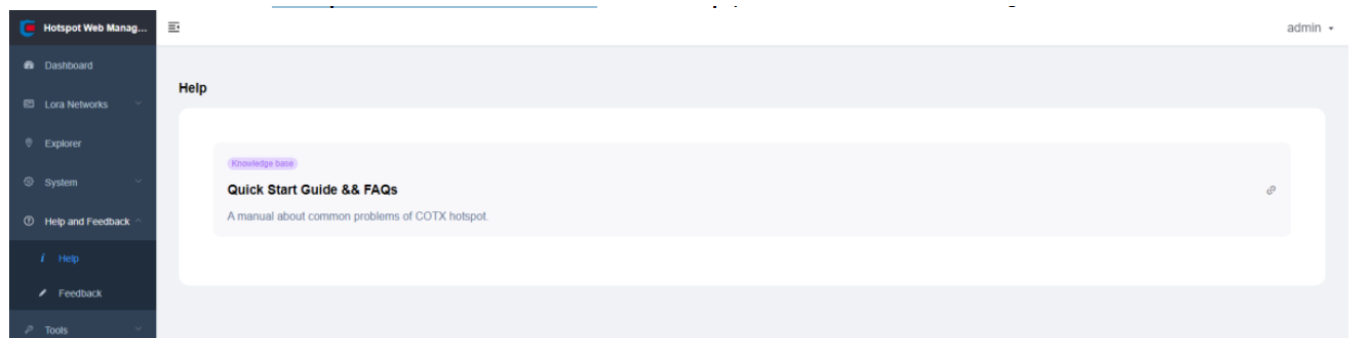 Hotspot Web Manag...
admin
Dashboard
Lora Networks
Explorer
System
Help and Feedback
Help
Feedback
Tools
Help
Knowledge base
Quick Start Guide && FAQs
A manual about common problems of COTX hotspot.